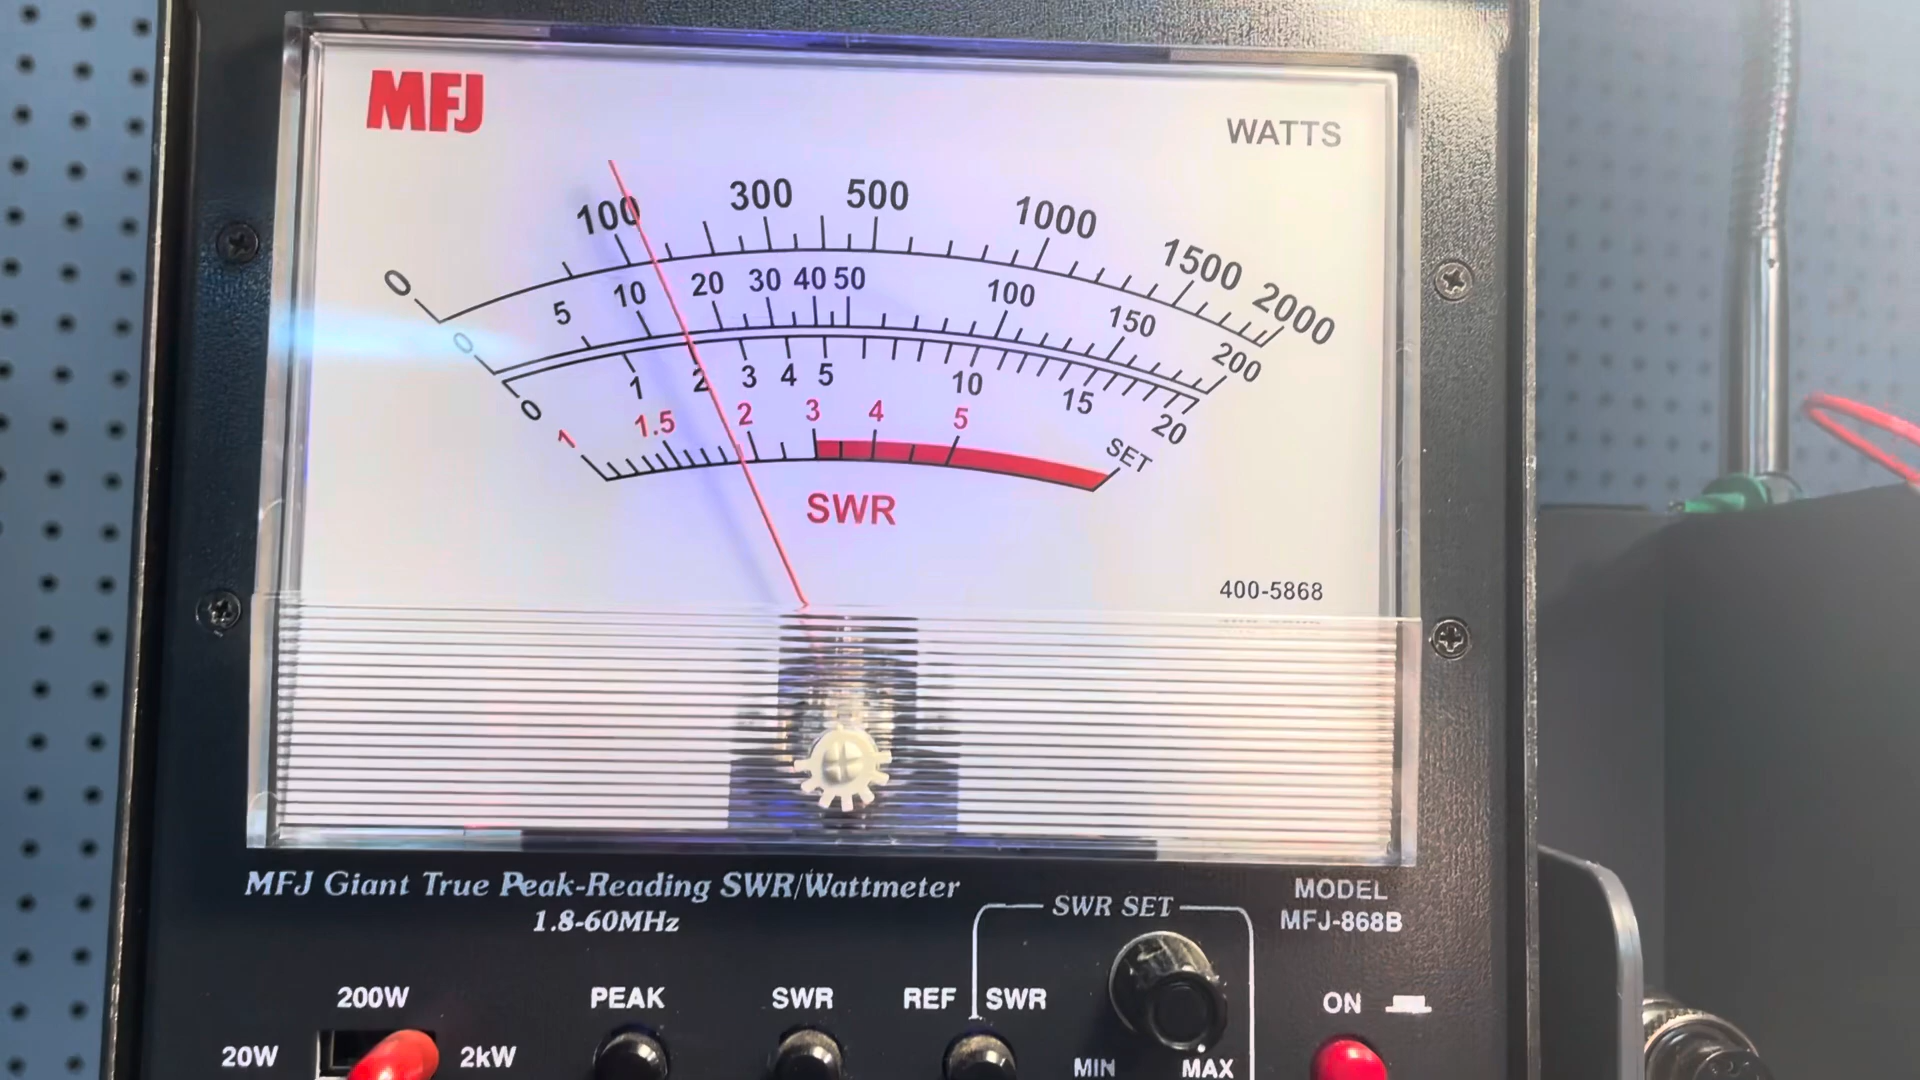 MFJ
WATTS
0 100 300 500 1000 1500 2000
0 5 10 20 30 40 50 100 150 200
0 1 2 3 4 5 10 15 20
1 1.5 2 3 4 5 SET
SWR
400-5868
MFJ Giant True Peak-Reading SWR/Wattmeter
1.8-60MHz
SWR SET
MODEL
MFJ-868B
200W
PEAK
SWR
REF
SWR
ON
20W
2kW
MIN
MAX